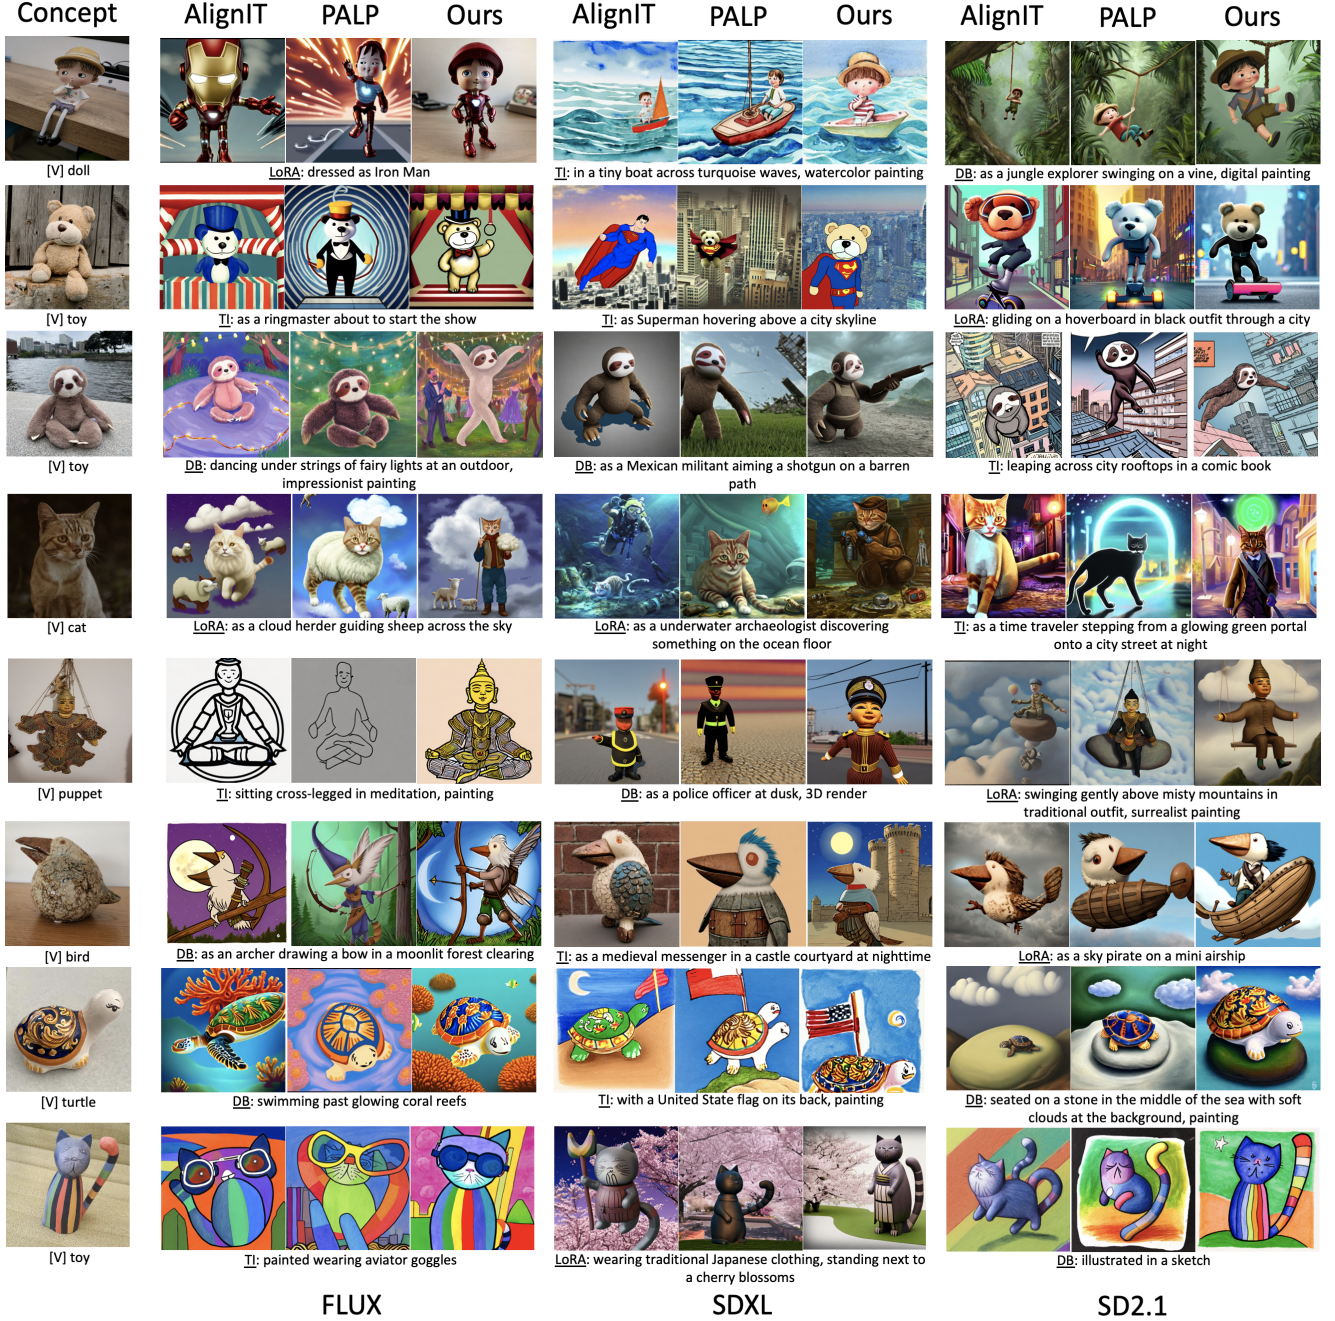 Concept AlignIT PALP Ours AlignIT PALP Ours AlignIT PALP Ours
[V] doll
LoRA: dressed as Iron Man
TI: in a tiny boat across turquoise waves, watercolor painting
DB: as a jungle explorer swinging on a vine, digital painting
[V] toy
TI: as a ringmaster about to start the show
TI: as Superman hovering above a city skyline
LoRA: gliding on a hoverboard in black outfit through a city
[V] toy
DB: dancing under strings of fairy lights at an outdoor,
impressionist painting
DB: as a Mexican militant aiming a shotgun on a barren
path
TI: leaping across city rooftops in a comic book
[V] cat
LoRA: as a cloud herder guiding sheep across the sky
LoRA: as a underwater archaeologist discovering
something on the ocean floor
TI: as a time traveler stepping from a glowing green portal
onto a city street at night
[V] puppet
TI: sitting cross-legged in meditation, painting
DB: as a police officer at dusk, 3D render
LoRA: swinging gently above misty mountains in
traditional outfit, surrealist painting
[V] bird
DB: as an archer drawing a bow in a moonlit forest clearing
TI: as a medieval messenger in a castle courtyard at nighttime
LoRA: as a sky pirate on a mini airship
[V] turtle
DB: swimming past glowing coral reefs
TI: with a United State flag on its back, painting
DB: seated on a stone in the middle of the sea with soft
clouds at the background, painting
[V] toy
TI: painted wearing aviator goggles
LoRA: wearing traditional Japanese clothing, standing next to
a cherry blossoms
DB: illustrated in a sketch
FLUX SDXL SD2.1